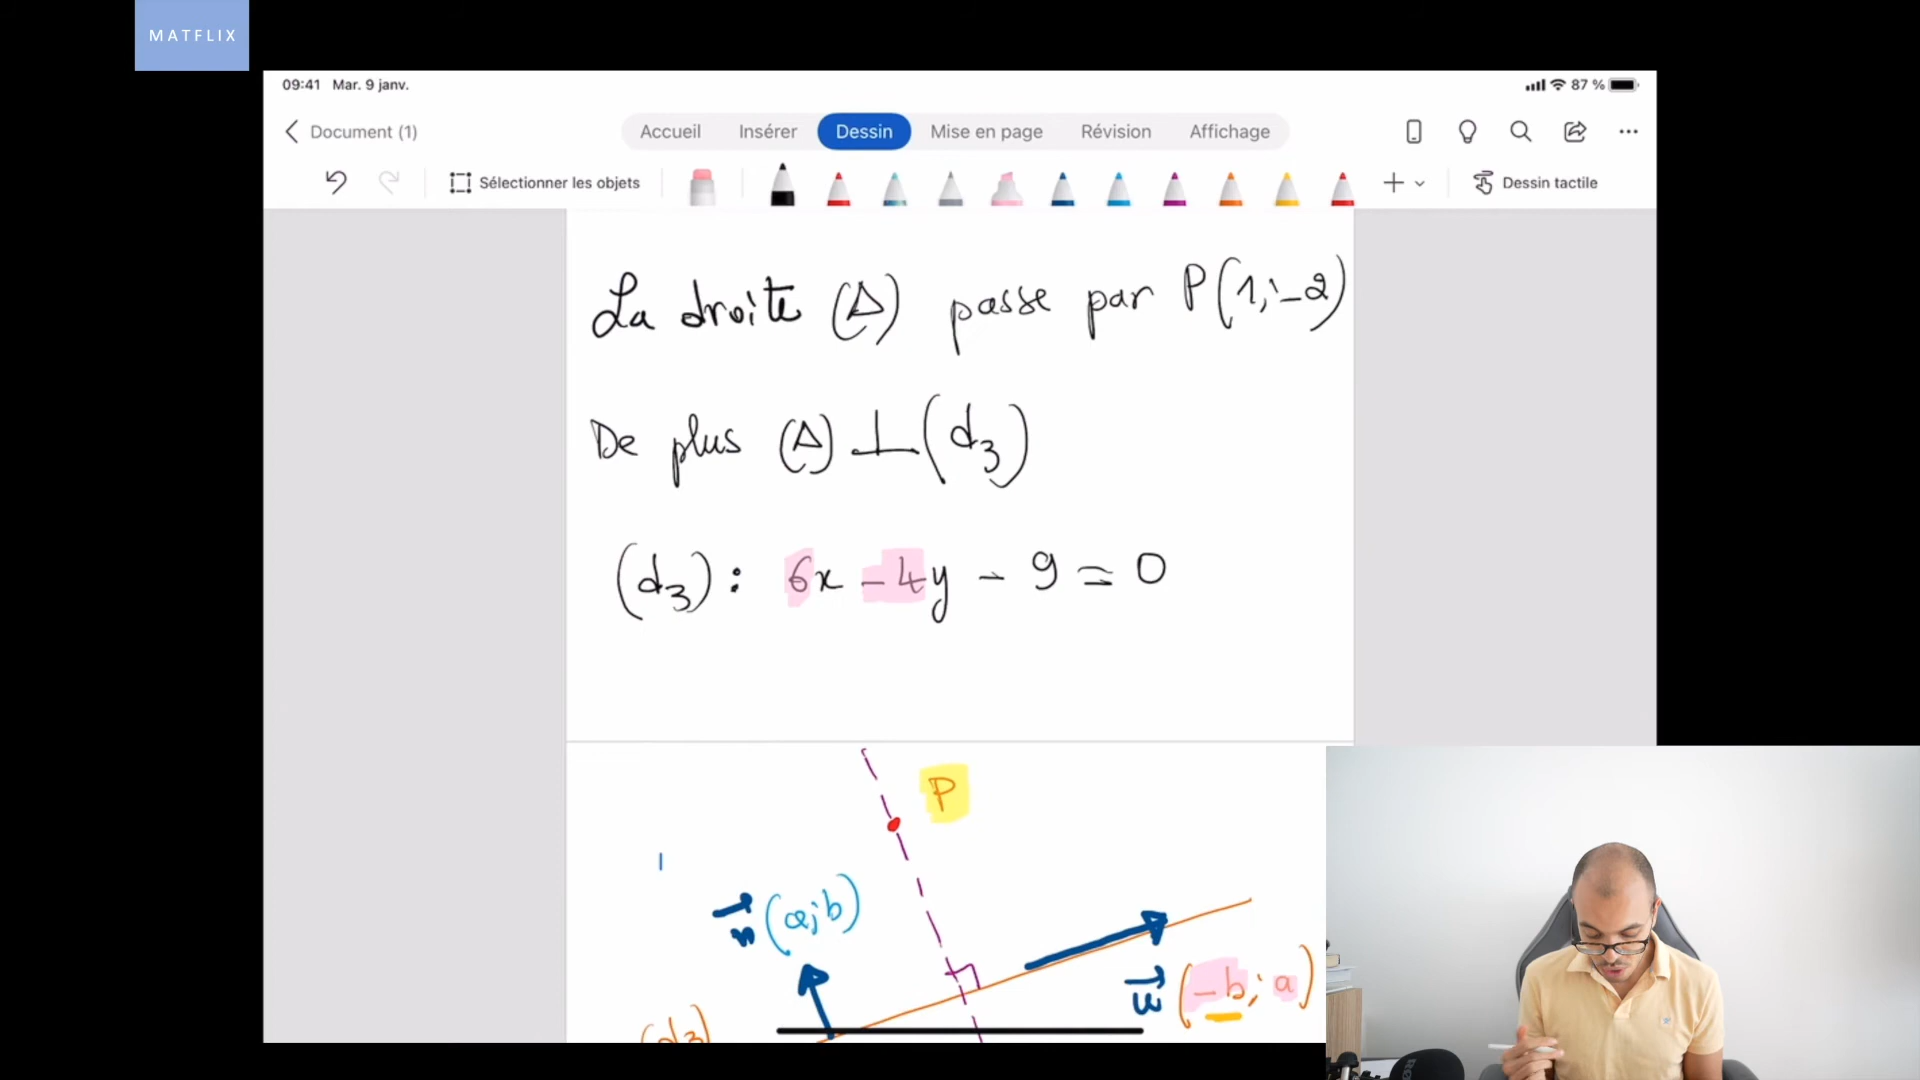 MATFLIX
09:41 Mar. 9 janv.
87 %
Document (1)
Accueil Insérer Dessin Mise en page Révision Affichage
Sélectionner les objets
Dessin tactile
La droite (Δ) passe par P(1;-2)
De plus (Δ) ⊥ (d₃)
(d₃) : 6x - 4y - 9 = 0
P
n⃗ (a;b)
u⃗ (-b; a)
(d₃)